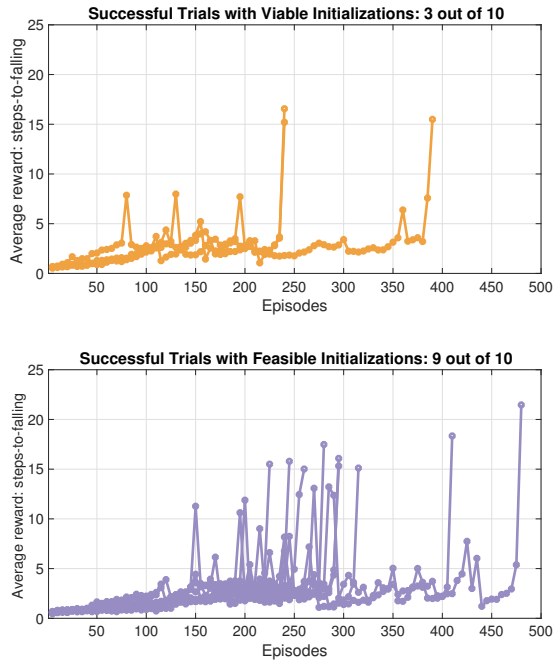 Successful Trials with Viable Initializations: 3 out of 10
25
20
15
10
5
0
Average reward: steps-to-falling
50 100 150 200 250 300 350 400 450 500
Episodes
Successful Trials with Feasible Initializations: 9 out of 10
25
20
15
10
5
0
Average reward: steps-to-falling
50 100 150 200 250 300 350 400 450 500
Episodes